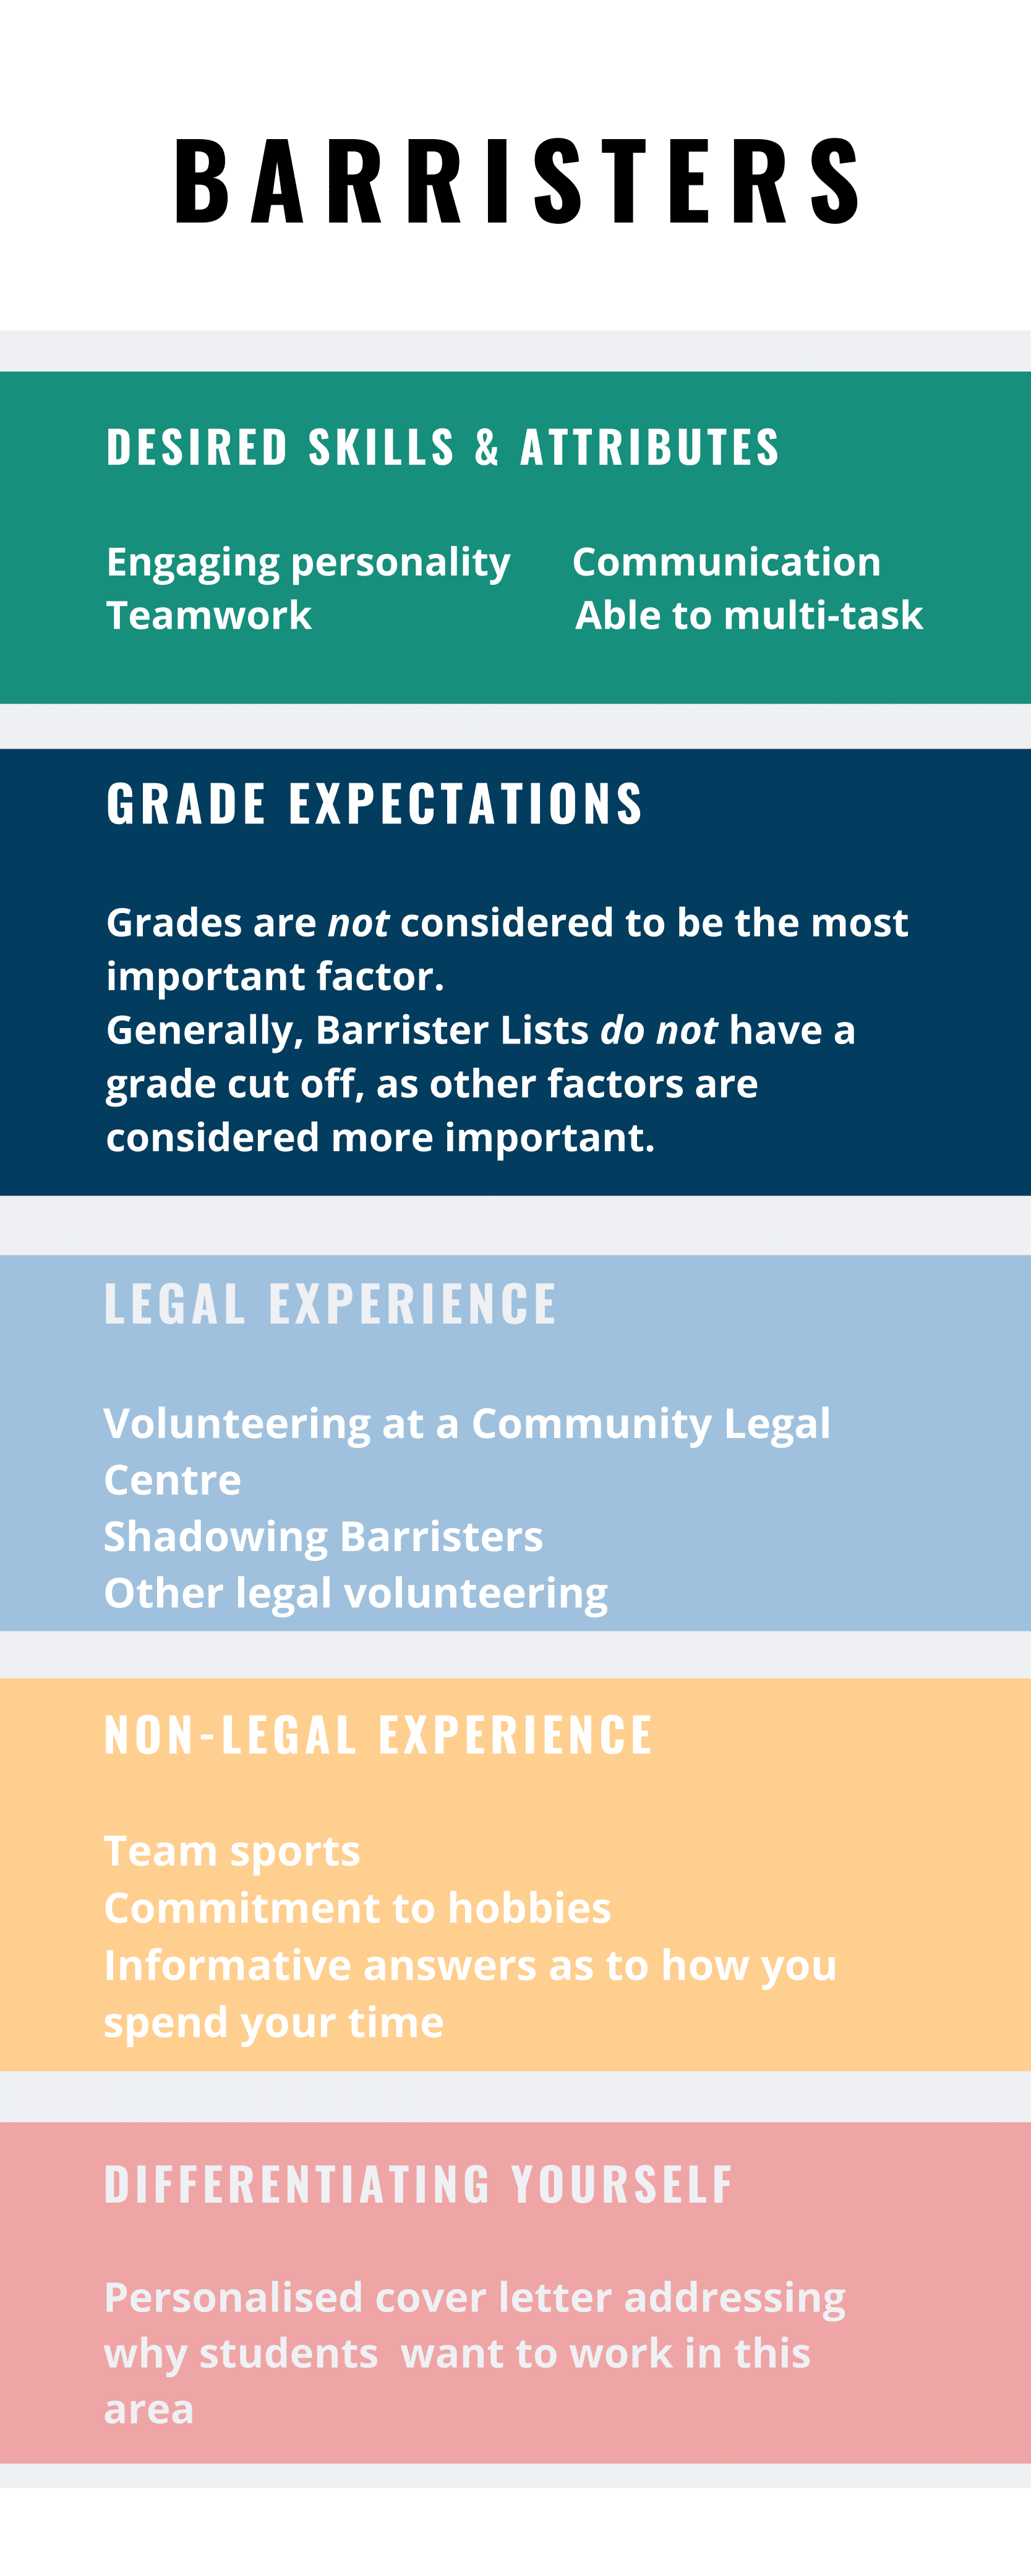 BARRISTERS
DESIRED SKILLS & ATTRIBUTES
Engaging personality Communication
Teamwork Able to multi-task
GRADE EXPECTATIONS
Grades are not considered to be the most
important factor.
Generally, Barrister Lists do not have a
grade cut off, as other factors are
considered more important.
LEGAL EXPERIENCE
Volunteering at a Community Legal
Centre
Shadowing Barristers
Other legal volunteering
NON-LEGAL EXPERIENCE
Team sports
Commitment to hobbies
Informative answers as to how you
spend your time
DIFFERENTIATING YOURSELF
Personalised cover letter addressing
why students  want to work in this
area